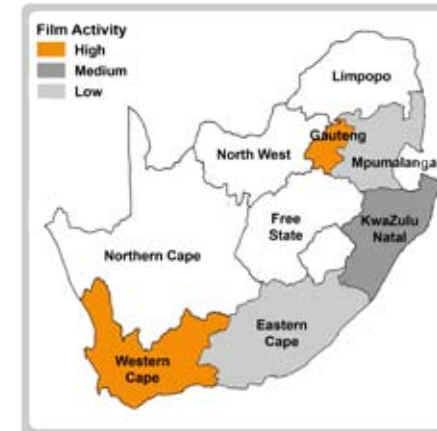 Film Activity
High
Medium
Low
Limpopo
Gauteng
North West
Mpumalanga
Free
State
KwaZulu
Natal
Northern Cape
Eastern
Cape
Western
Cape